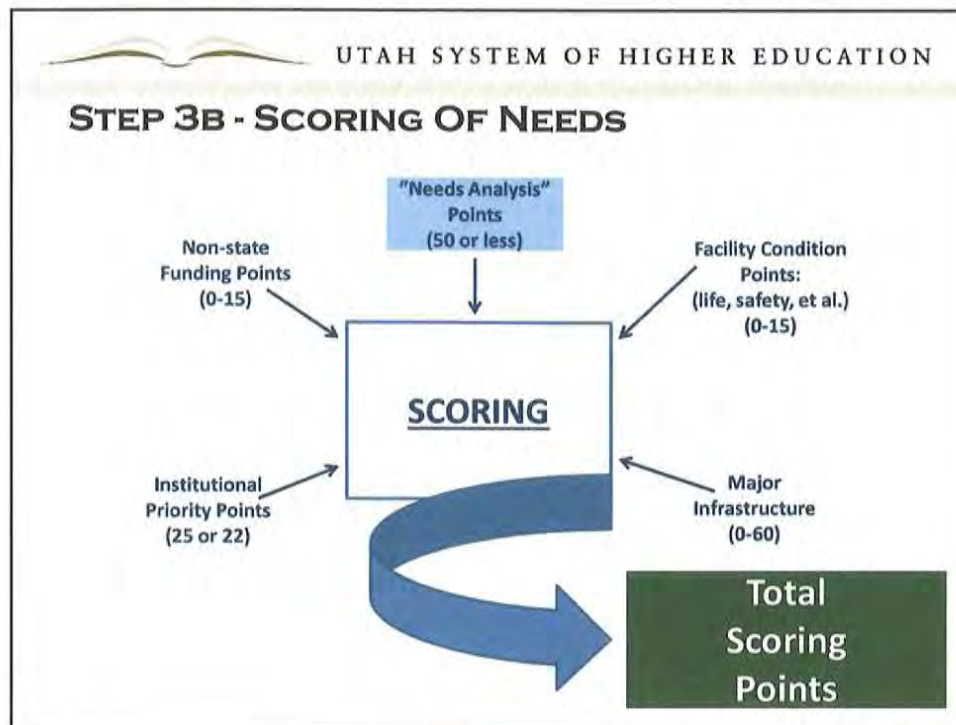 UTAH SYSTEM OF HIGHER EDUCATION
STEP 3B - SCORING OF NEEDS
"Needs Analysis"
Points
(50 or less)
Non-state
Funding Points
(0-15)
Facility Condition
Points:
(life, safety, et al.)
(0-15)
SCORING
Institutional
Priority Points
(25 or 22)
Major
Infrastructure
(0-60)
Total
Scoring
Points